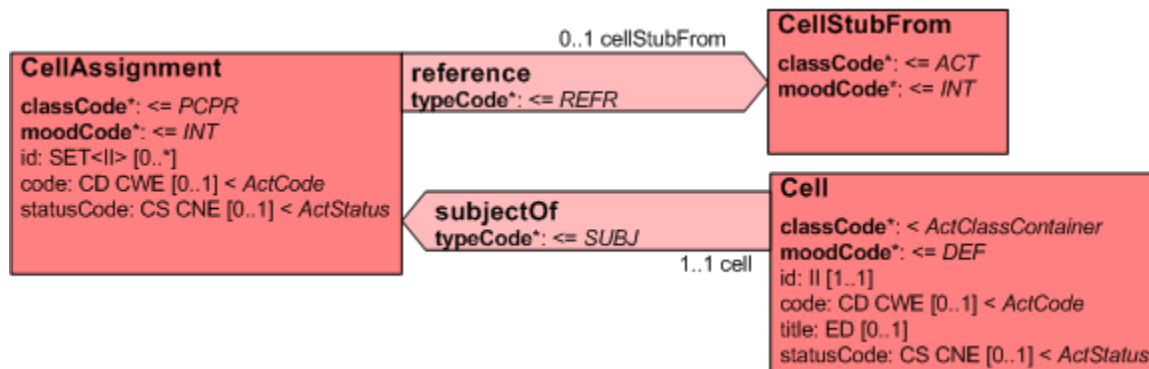 CellAssignment
classCode*: <= PCPR
moodCode*: <= INT
id: SET<II> [0..*]
code: CD CWE [0..1] < ActCode
statusCode: CS CNE [0..1] < ActStatus
0..1 cellStubFrom
reference
typeCode*: <= REFR
CellStubFrom
classCode*: <= ACT
moodCode*: <= INT
subjectOf
typeCode*: <= SUBJ
1..1 cell
Cell
classCode*: < ActClassContainer
moodCode*: <= DEF
id: II [1..1]
code: CD CWE [0..1] < ActCode
title: ED [0..1]
statusCode: CS CNE [0..1] < ActStatus